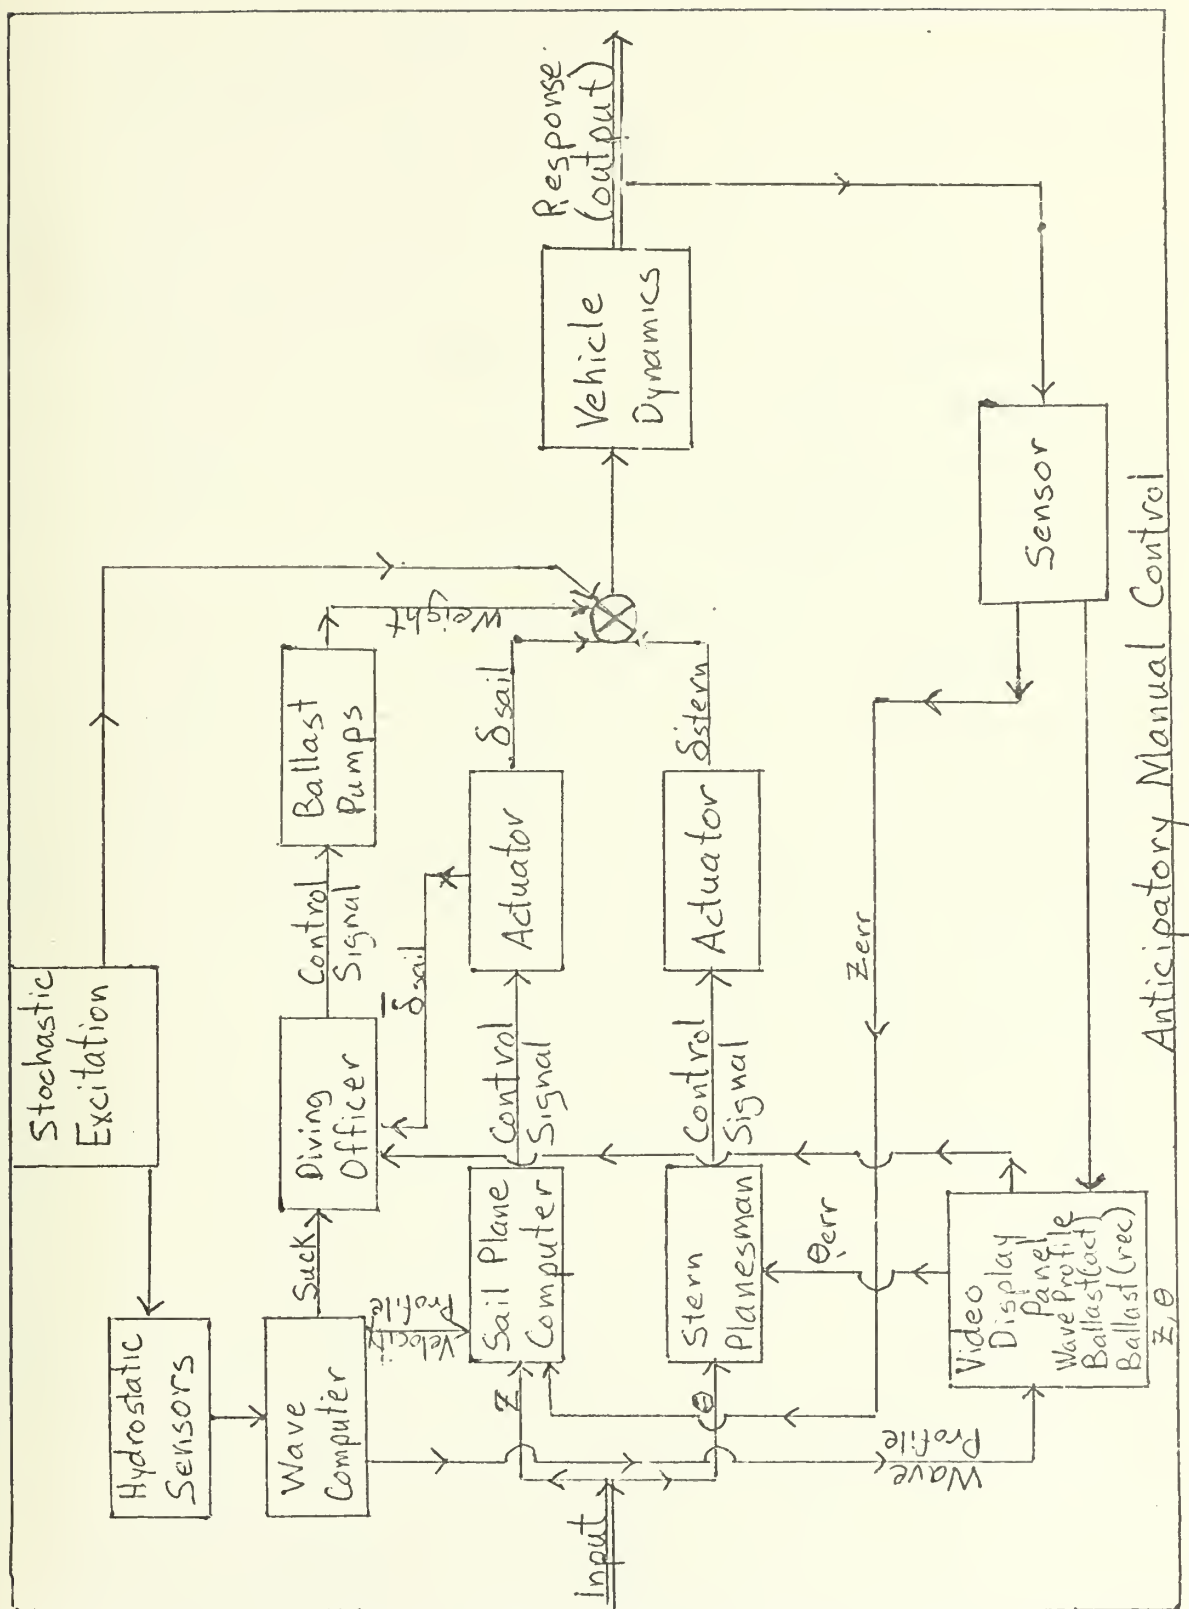 Stochastic
Excitation
Hydrostatic
Sensors
Wave
Computer
Suck
Diving
Officer
Control
Signal
Ballast
Pumps
Weight
δsail
Velocity
Profile
Z
Sail Plane
Computer
Control
Signal
Actuator
δsail
Input
θ
Stern
Planesman
Control
Signal
Actuator
δstern
Vehicle
Dynamics
Response
(output)
θerr
Zerr
Wave
Profile
Video
Display
Panel
Wave Profile
Ballast(act)
Ballast(rec)
Z, θ
Sensor
Anticipatory Manual Control